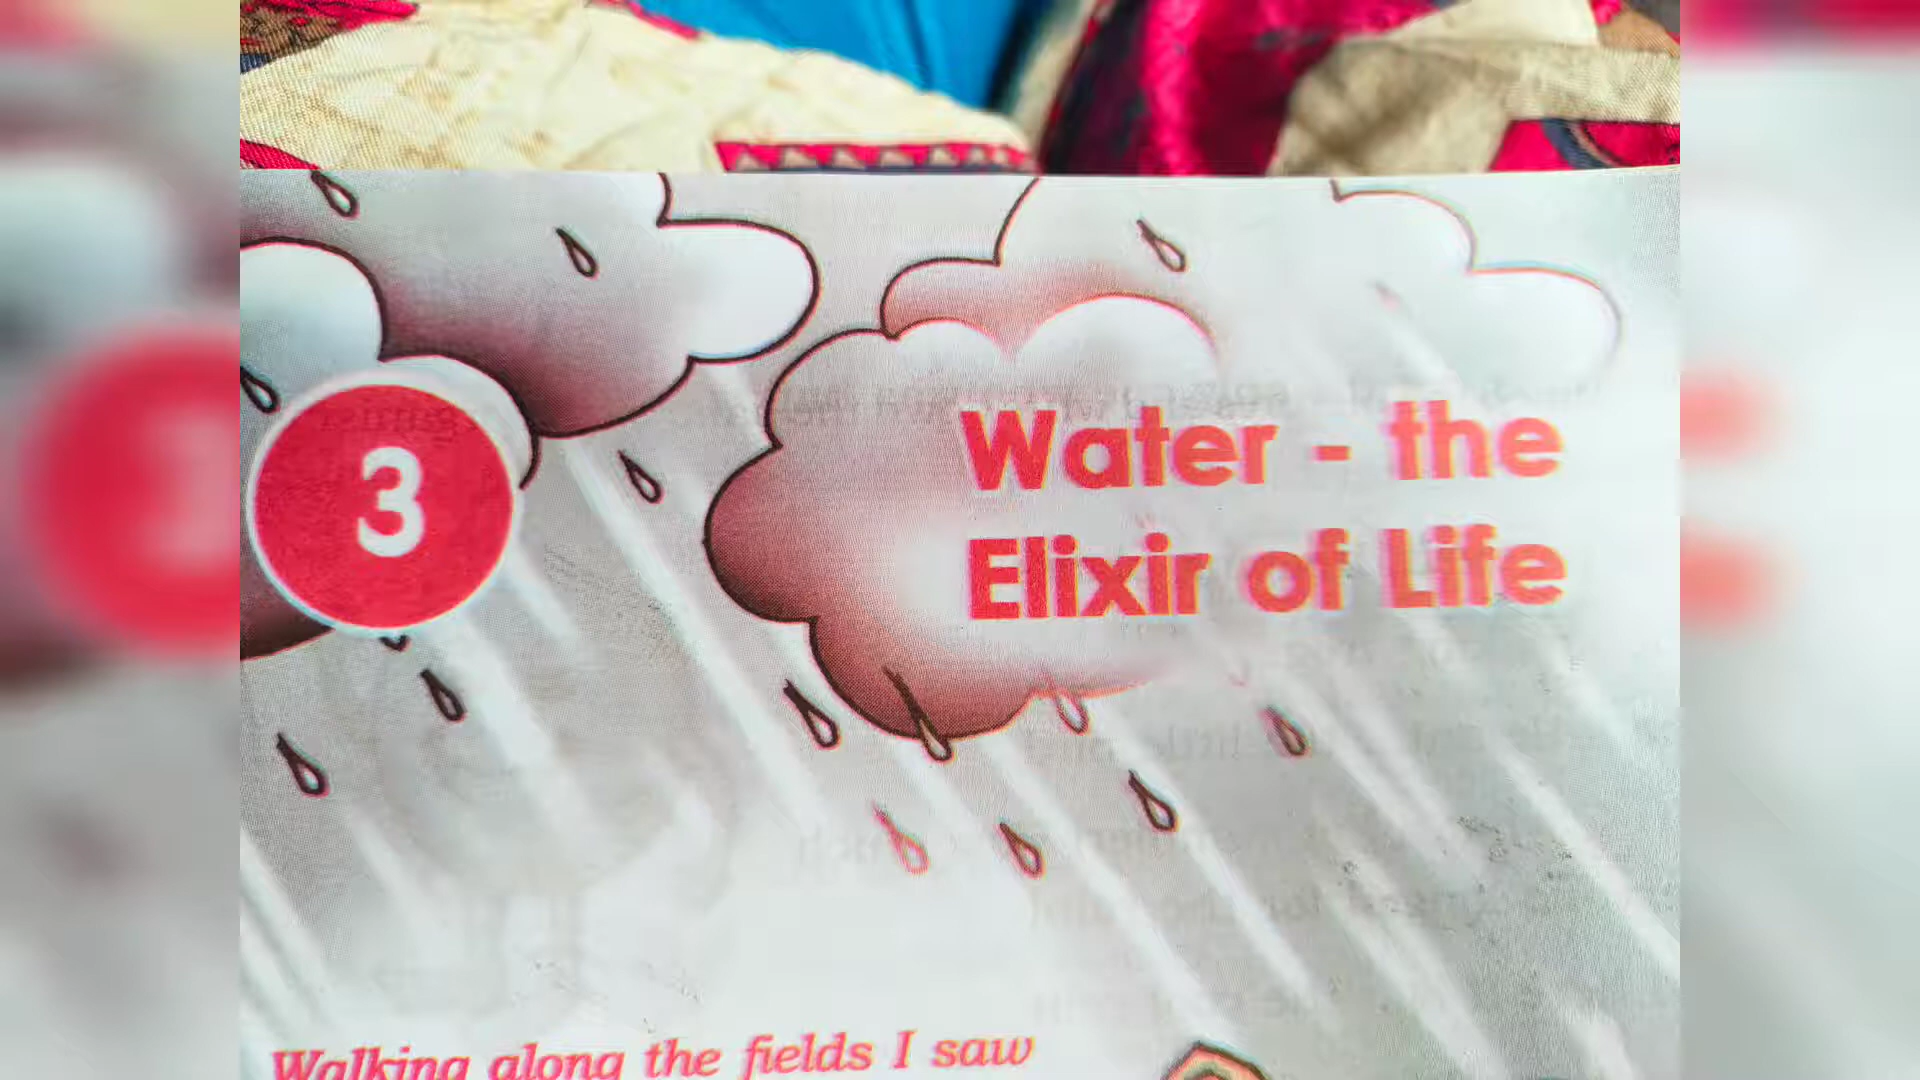 3
Water - the
Elixir of Life
Walking along the fields I saw